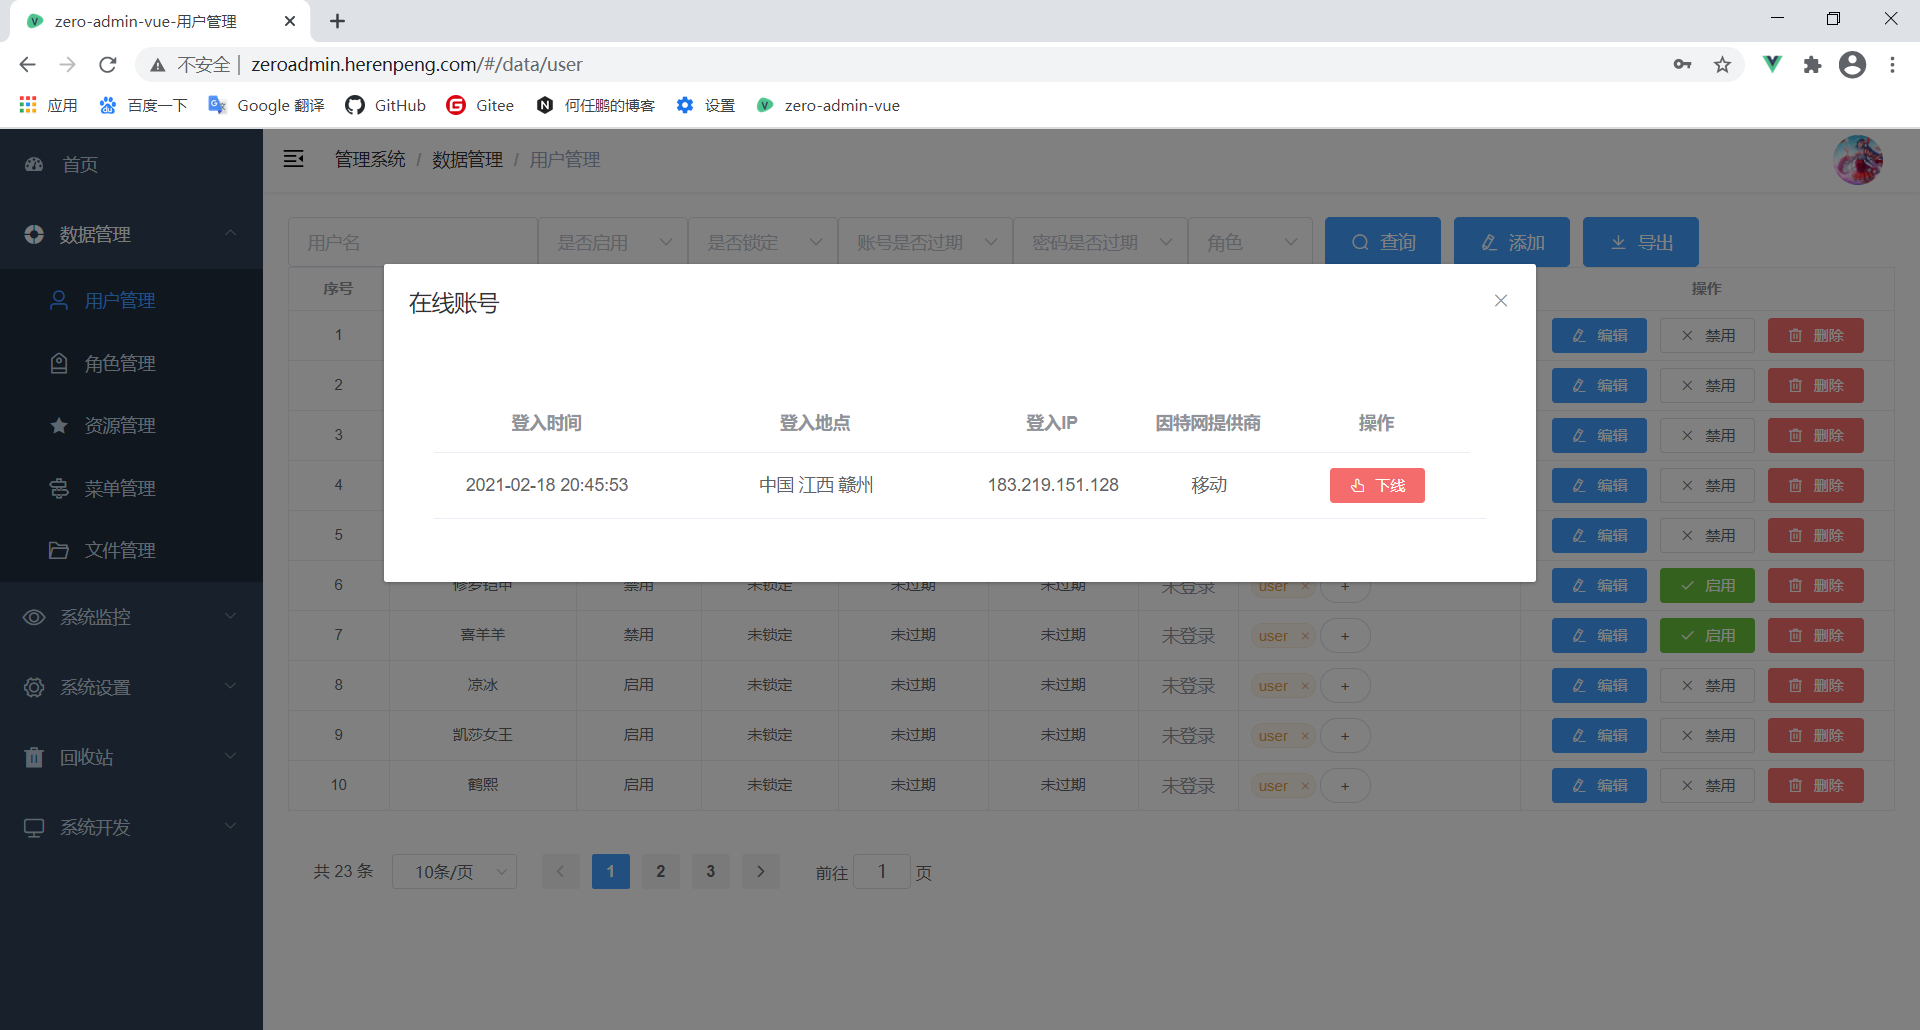 zero-admin-vue-用户管理
不安全 zeroadmin.herenpeng.com/#/data/user
应用 百度一下 Google 翻译 GitHub Gitee 何任鹏的博客 设置 zero-admin-vue
首页
数据管理
用户管理
角色管理
资源管理
菜单管理
文件管理
系统监控
系统设置
回收站
系统开发
管理系统 / 数据管理 / 用户管理
用户名 是否启用 是否锁定 账号是否过期 密码是否过期 角色 查询 添加 导出
序号 操作
在线账号
登入时间 登入地点 登入IP 因特网提供商 操作
2021-02-18 20:45:53 中国 江西 赣州 183.219.151.128 移动 下线
1 编辑 禁用 删除
2 编辑 禁用 删除
3 编辑 禁用 删除
4 编辑 禁用 删除
5 编辑 禁用 删除
6 修罗铠甲 禁用 未锁定 未过期 未过期 未登录 user × + 编辑 启用 删除
7 喜羊羊 禁用 未锁定 未过期 未过期 未登录 user × + 编辑 启用 删除
8 凉冰 启用 未锁定 未过期 未过期 未登录 user × + 编辑 禁用 删除
9 凯莎女王 启用 未锁定 未过期 未过期 未登录 user × + 编辑 禁用 删除
10 鹤熙 启用 未锁定 未过期 未过期 未登录 user × + 编辑 禁用 删除
共 23 条 10条/页 1 2 3 前往 1 页